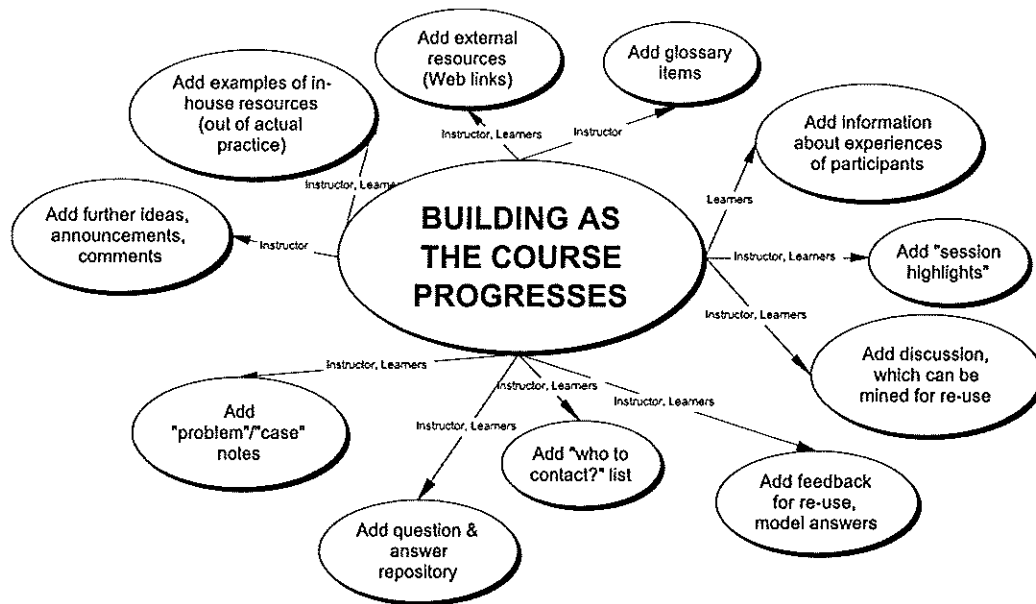 Add external
resources
(Web links)
Add glossary
items
Add examples of in-
house resources
(out of actual
practice)
Instructor, Learners
Instructor
Add information
about experiences
of participants
Instructor, Learne
Learners
Add further ideas,
announcements,
comments
Instructor
BUILDING AS
THE COURSE
PROGRESSES
Instructor, Learners
Add "session
highlights"
Instructor, Learners
Add discussion,
which can be
mined for re-use
Instructor, Learners
Instructor, Learners
Instructor, Learners
Instructor, Learners
Add
"problem"/"case"
notes
Add "who to
contact?" list
Add feedback
for re-use,
model answers
Add question &
answer
repository